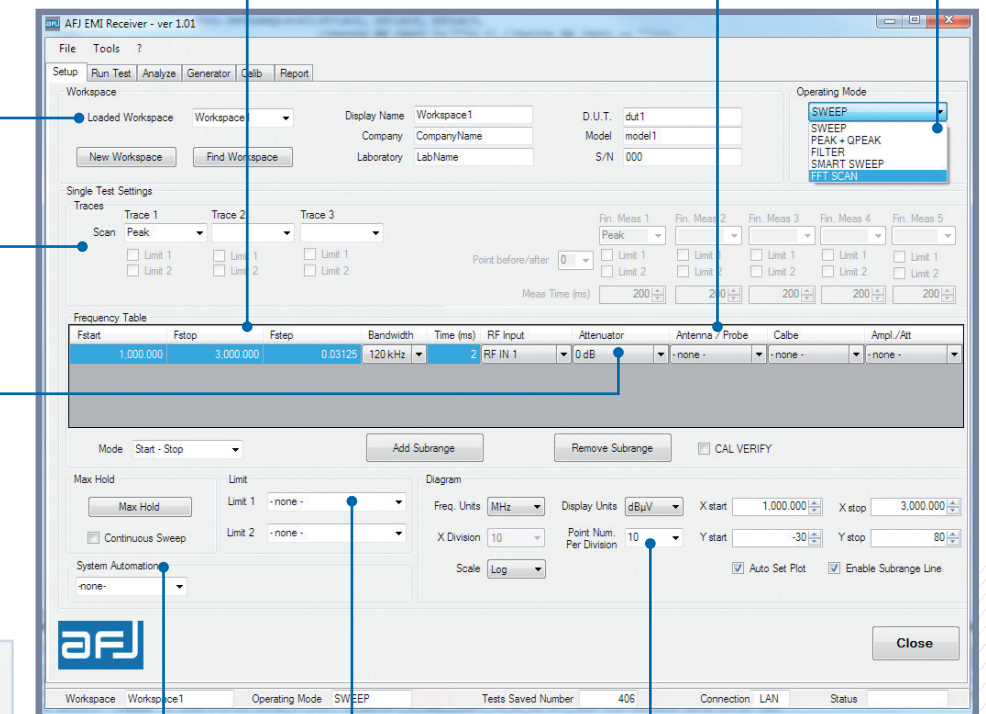 AFJ EMI Receiver - ver 1.01
File Tools ?
Setup Run Test Analyze Generator Calib Report
Workspace
Operating Mode
Loaded Workspace Workspace1
Display Name Workspace1
D.U.T. dut1
SWEEP
Company CompanyName
Model model1
SWEEP
PEAK + QPEAK
FILTER
SMART SWEEP
FFT SCAN
New Workspace Find Workspace
Laboratory LabName
S/N 000
Single Test Settings
Traces
Trace 1 Trace 2 Trace 3
Scan Peak
Limit 1 Limit 1 Limit 1
Limit 2 Limit 2 Limit 2
Fin. Meas 1 Fin. Meas 2 Fin. Meas 3 Fin. Meas 4 Fin. Meas 5
Peak
Point before/after 0
Limit 1 Limit 1 Limit 1 Limit 1 Limit 1
Limit 2 Limit 2 Limit 2 Limit 2 Limit 2
Meas Time (ms) 200 200 200 200 200
Frequency Table
Fstart Fstop Fstep Bandwidth Time (ms) RF Input Attenuator Antenna / Probe Calbe Ampl./Att
1,000.000 3,000.000 0.03125 120 kHz 2 RF IN 1 0 dB - none - - none - - none -
Mode Start - Stop
Add Subrange
Remove Subrange
CAL VERIFY
Max Hold
Limit
Diagram
Max Hold
Limit 1 - none -
Freq. Units MHz
Display Units dBµV
X start 1,000.000
X stop 3,000.000
Continuous Sweep
Limit 2 - none -
X Division 10
Point Num. Per Division 10
Y start -30
Y stop 80
System Automation
-none-
Scale Log
Auto Set Plot
Enable Subrange Line
aFJ
Close
Workspace Workspace1 Operating Mode SWEEP Tests Saved Number 406 Connection LAN Status